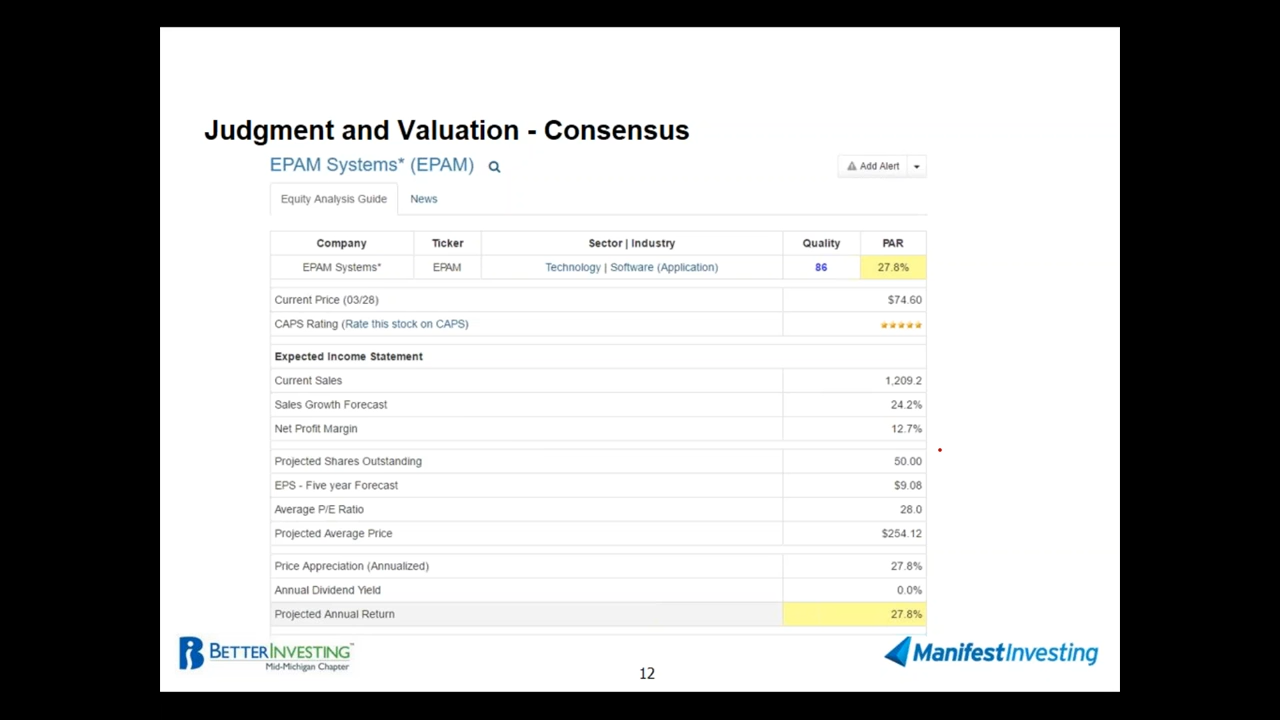 Judgment and Valuation - Consensus
EPAM Systems* (EPAM)
Add Alert
Equity Analysis Guide News
Company Ticker Sector | Industry Quality PAR
EPAM Systems* EPAM Technology | Software (Application) 86 27.8%
Current Price (03/28) $74.60
CAPS Rating (Rate this stock on CAPS)
Expected Income Statement
Current Sales 1,209.2
Sales Growth Forecast 24.2%
Net Profit Margin 12.7%
Projected Shares Outstanding 50.00
EPS - Five year Forecast $9.08
Average P/E Ratio 28.0
Projected Average Price $254.12
Price Appreciation (Annualized) 27.8%
Annual Dividend Yield 0.0%
Projected Annual Return 27.8%
BETTERINVESTING™
Mid-Michigan Chapter
ManifestInvesting
12